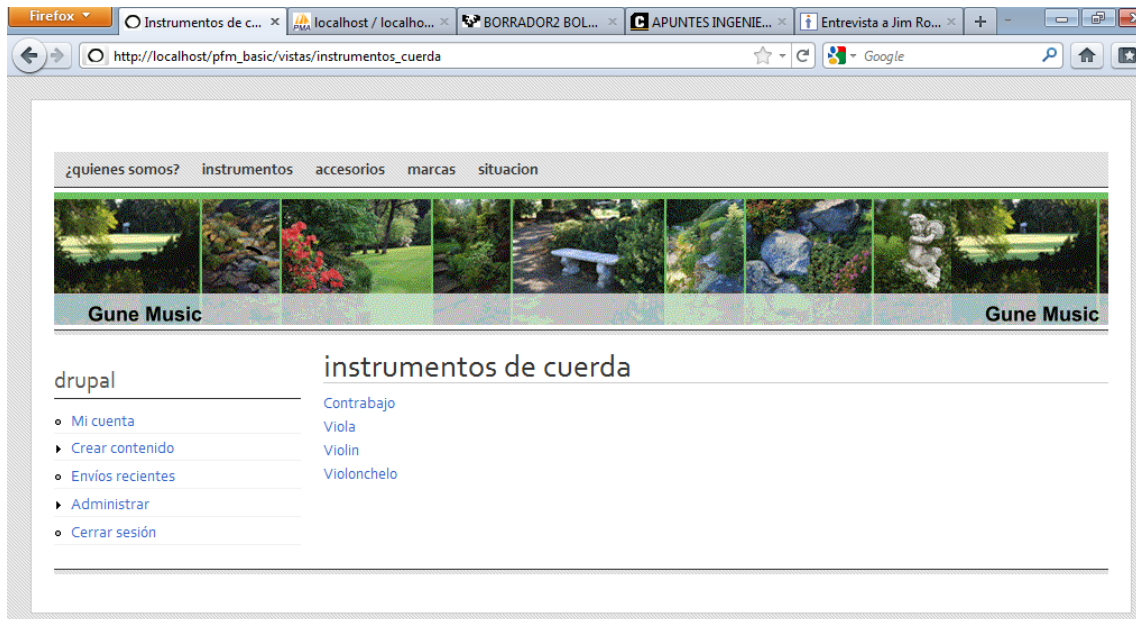 Firefox
Instrumentos de c...
localhost / localho...
BORRADOR2 BOL...
APUNTES INGENIE...
Entrevista a Jim Ro...
http://localhost/pfm_basic/vistas/instrumentos_cuerda
Google
¿quienes somos? instrumentos accesorios marcas situacion
Gune Music Gune Music
instrumentos de cuerda
drupal
Contrabajo
Viola
Violin
Violonchelo
Mi cuenta
Crear contenido
Envíos recientes
Administrar
Cerrar sesión